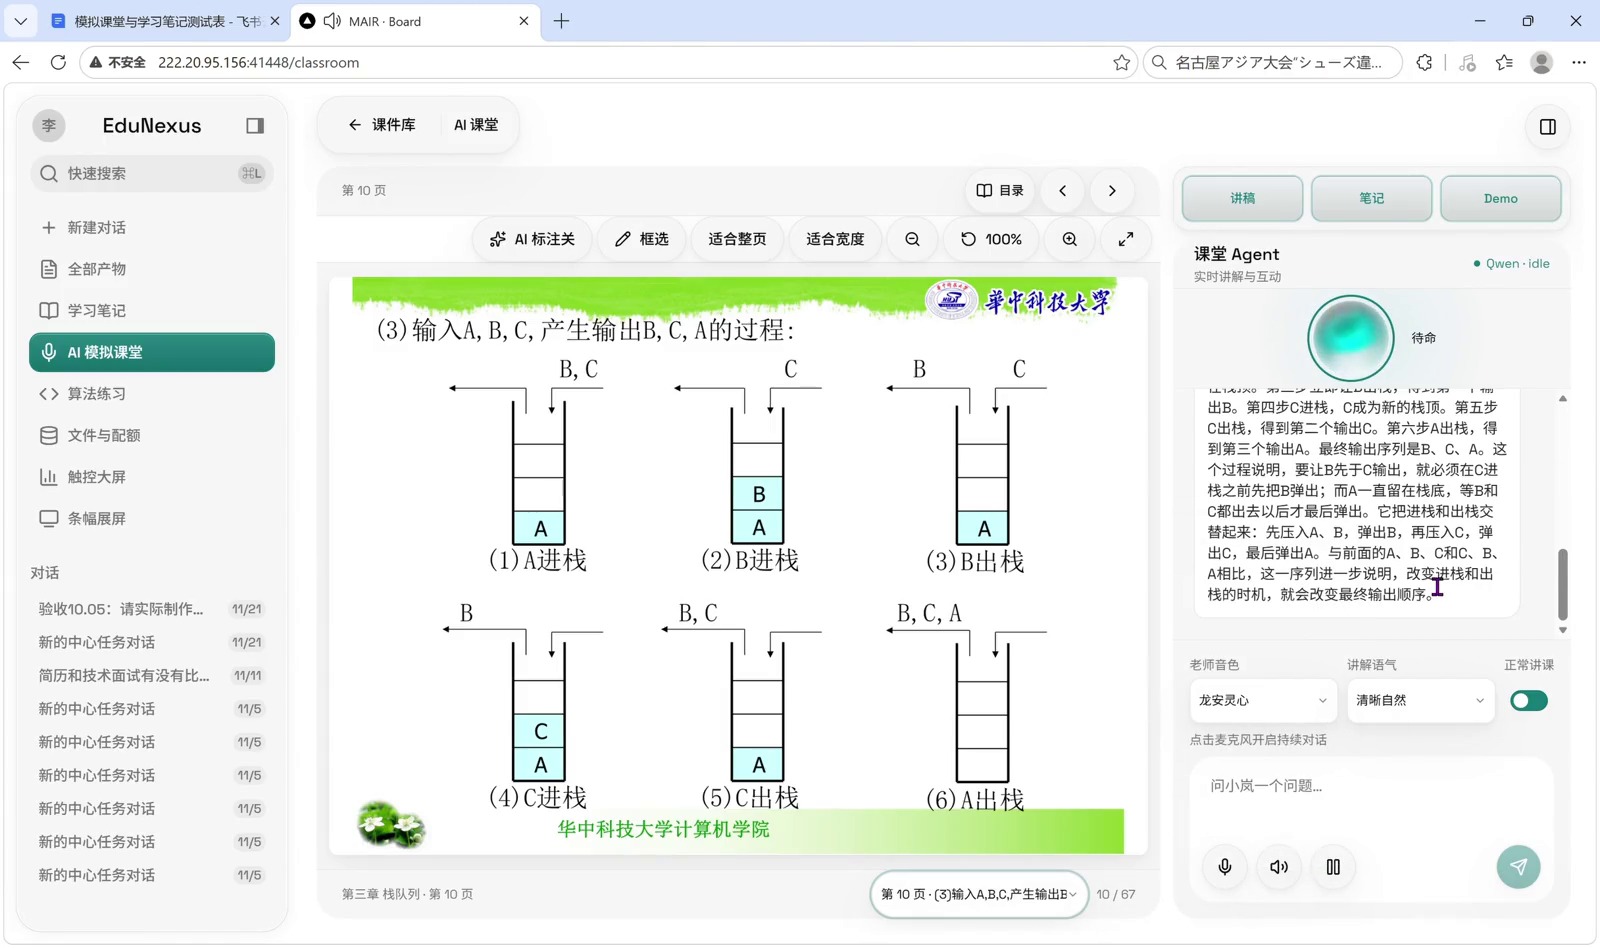 模拟课堂与学习笔记测试表 - 飞书
MAIR · Board
不安全
222.20.95.156:41448/classroom
名古屋アジア大会“シューズ違...
李
EduNexus
快速搜索
⌘L
新建对话
全部产物
学习笔记
AI 模拟课堂
算法练习
文件与配额
触控大屏
条幅展屏
对话
验收10.05：请实际制作... 11/21
新的中心任务对话 11/21
简历和技术面试有没有比... 11/11
新的中心任务对话 11/5
新的中心任务对话 11/5
新的中心任务对话 11/5
新的中心任务对话 11/5
新的中心任务对话 11/5
新的中心任务对话 11/5
课件库
AI 课堂
第 10 页
目录
AI 标注关
框选
适合整页
适合宽度
100%
華中科技大学
(3)输入A, B, C, 产生输出B, C, A的过程:
B, C
C
B
C
A
B
A
A
(1)A进栈
(2)B进栈
(3)B出栈
B
B, C
B, C, A
C
A
A
(4)C进栈
(5)C出栈
(6)A出栈
华中科技大学计算机学院
第三章 栈队列 · 第 10 页
第 10 页 · (3)输入A,B,C,产生输出B
10 / 67
讲稿
笔记
Demo
课堂 Agent
实时讲解与互动
Qwen · idle
待命
出B。第四步C进栈，C成为新的栈顶。第五步
C出栈，得到第二个输出C。第六步A出栈，得
到第三个输出A。最终输出序列是B、C、A。这
个过程说明，要让B先于C输出，就必须在C进
栈之前先把B弹出；而A一直留在栈底，等B和
C都出去以后才最后弹出。它把进栈和出栈交
替起来：先压入A、B，弹出B，再压入C，弹
出C，最后弹出A。与前面的A、B、C和C、B、
A相比，这一序列进一步说明，改变进栈和出
栈的时机，就会改变最终输出顺序。
老师音色
讲解语气
正常讲课
龙安灵心
清晰自然
点击麦克风开启持续对话
问小岚一个问题...